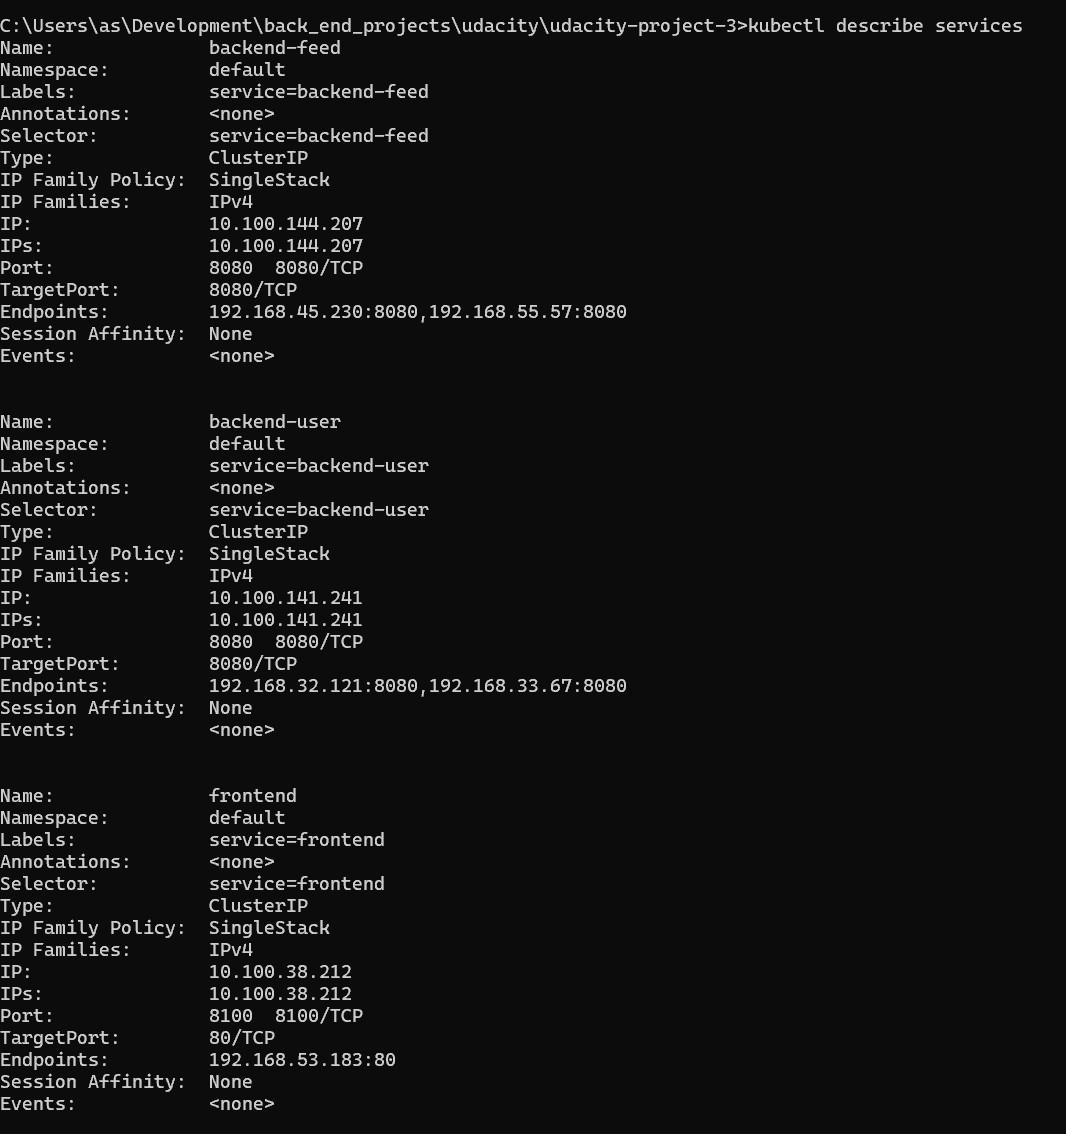 C:\Users\as\Development\back_end_projects\udacity\udacity-project-3>kubectl describe services
Name:              backend-feed
Namespace:         default
Labels:            service=backend-feed
Annotations:       <none>
Selector:          service=backend-feed
Type:              ClusterIP
IP Family Policy:  SingleStack
IP Families:       IPv4
IP:                10.100.144.207
IPs:               10.100.144.207
Port:              8080  8080/TCP
TargetPort:        8080/TCP
Endpoints:         192.168.45.230:8080,192.168.55.57:8080
Session Affinity:  None
Events:            <none>
Name:              backend-user
Namespace:         default
Labels:            service=backend-user
Annotations:       <none>
Selector:          service=backend-user
Type:              ClusterIP
IP Family Policy:  SingleStack
IP Families:       IPv4
IP:                10.100.141.241
IPs:               10.100.141.241
Port:              8080  8080/TCP
TargetPort:        8080/TCP
Endpoints:         192.168.32.121:8080,192.168.33.67:8080
Session Affinity:  None
Events:            <none>
Name:              frontend
Namespace:         default
Labels:            service=frontend
Annotations:       <none>
Selector:          service=frontend
Type:              ClusterIP
IP Family Policy:  SingleStack
IP Families:       IPv4
IP:                10.100.38.212
IPs:               10.100.38.212
Port:              8100  8100/TCP
TargetPort:        80/TCP
Endpoints:         192.168.53.183:80
Session Affinity:  None
Events:            <none>